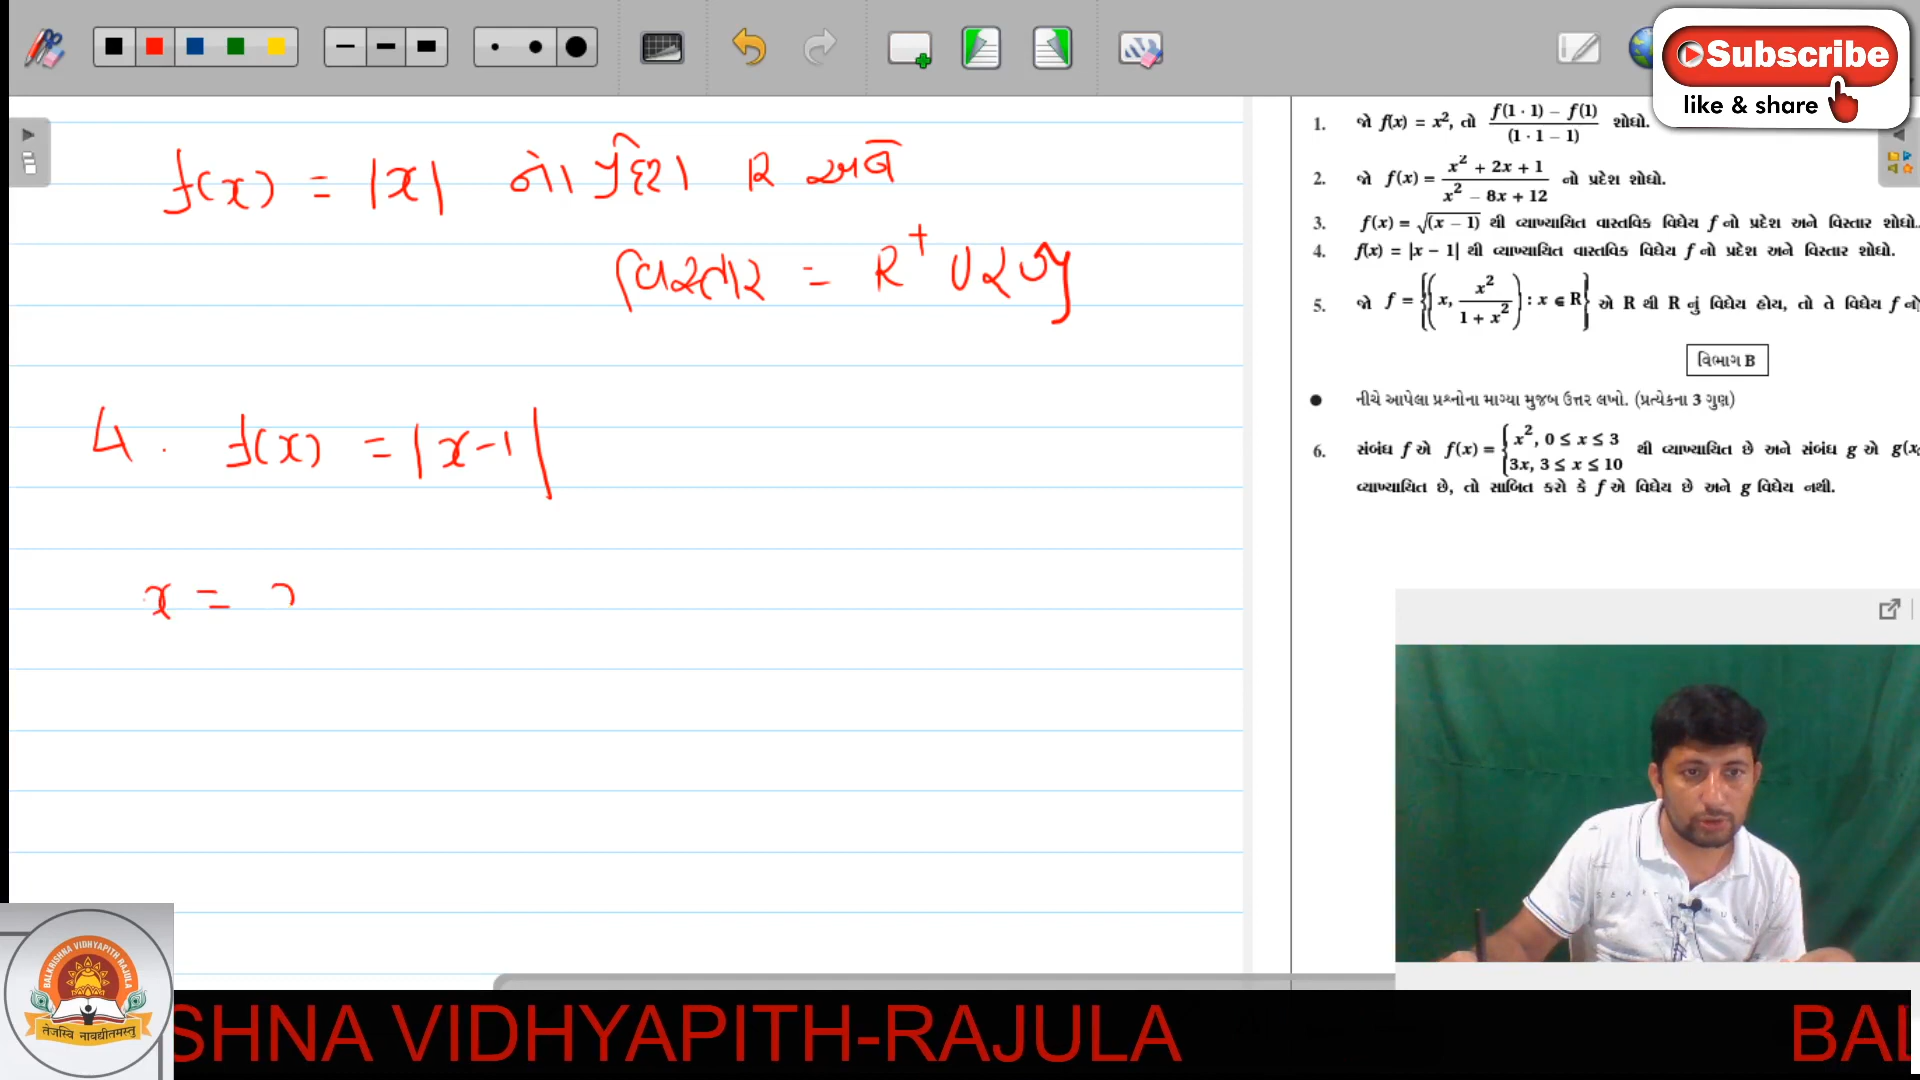 Subscribe
like & share
f(x) = |x| નો પ્રદેશ R અને
વિસ્તાર = R⁺ ∪ {0}
4. f(x) = |x-1|
x =
1. જો f(x) = x², તો f(1·1) – f(1) / (1·1 – 1) શોધો.
2. જો f(x) = x² + 2x + 1 / x² – 8x + 12 નો પ્રદેશ શોધો.
3. f(x) = √(x – 1) થી વ્યાખ્યાયિત વાસ્તવિક વિધેય f નો પ્રદેશ અને વિસ્તાર શોધો.
4. f(x) = |x – 1| થી વ્યાખ્યાયિત વાસ્તવિક વિધેય f નો પ્રદેશ અને વિસ્તાર શોધો.
5. જો f = {(x, x² / 1 + x²) : x ∈ R} એ R થી R નું વિધેય હોય, તો તે વિધેય f નો
વિભાગ B
● નીચે આપેલા પ્રશ્નોના માગ્યા મુજબ ઉત્તર લખો. (પ્રત્યેકના 3 ગુણ)
6. સંબંધ f એ f(x) = { x², 0 ≤ x ≤ 3
3x, 3 ≤ x ≤ 10 થી વ્યાખ્યાયિત છે અને સંબંધ g એ g(x
વ્યાખ્યાયિત છે, તો સાબિત કરો કે f એ વિધેય છે અને g વિધેય નથી.
BALKRISHNA VIDHYAPITH RAJULA
तेजस्वि नावधीतमस्तु
SHNA VIDHYAPITH-RAJULA BAL